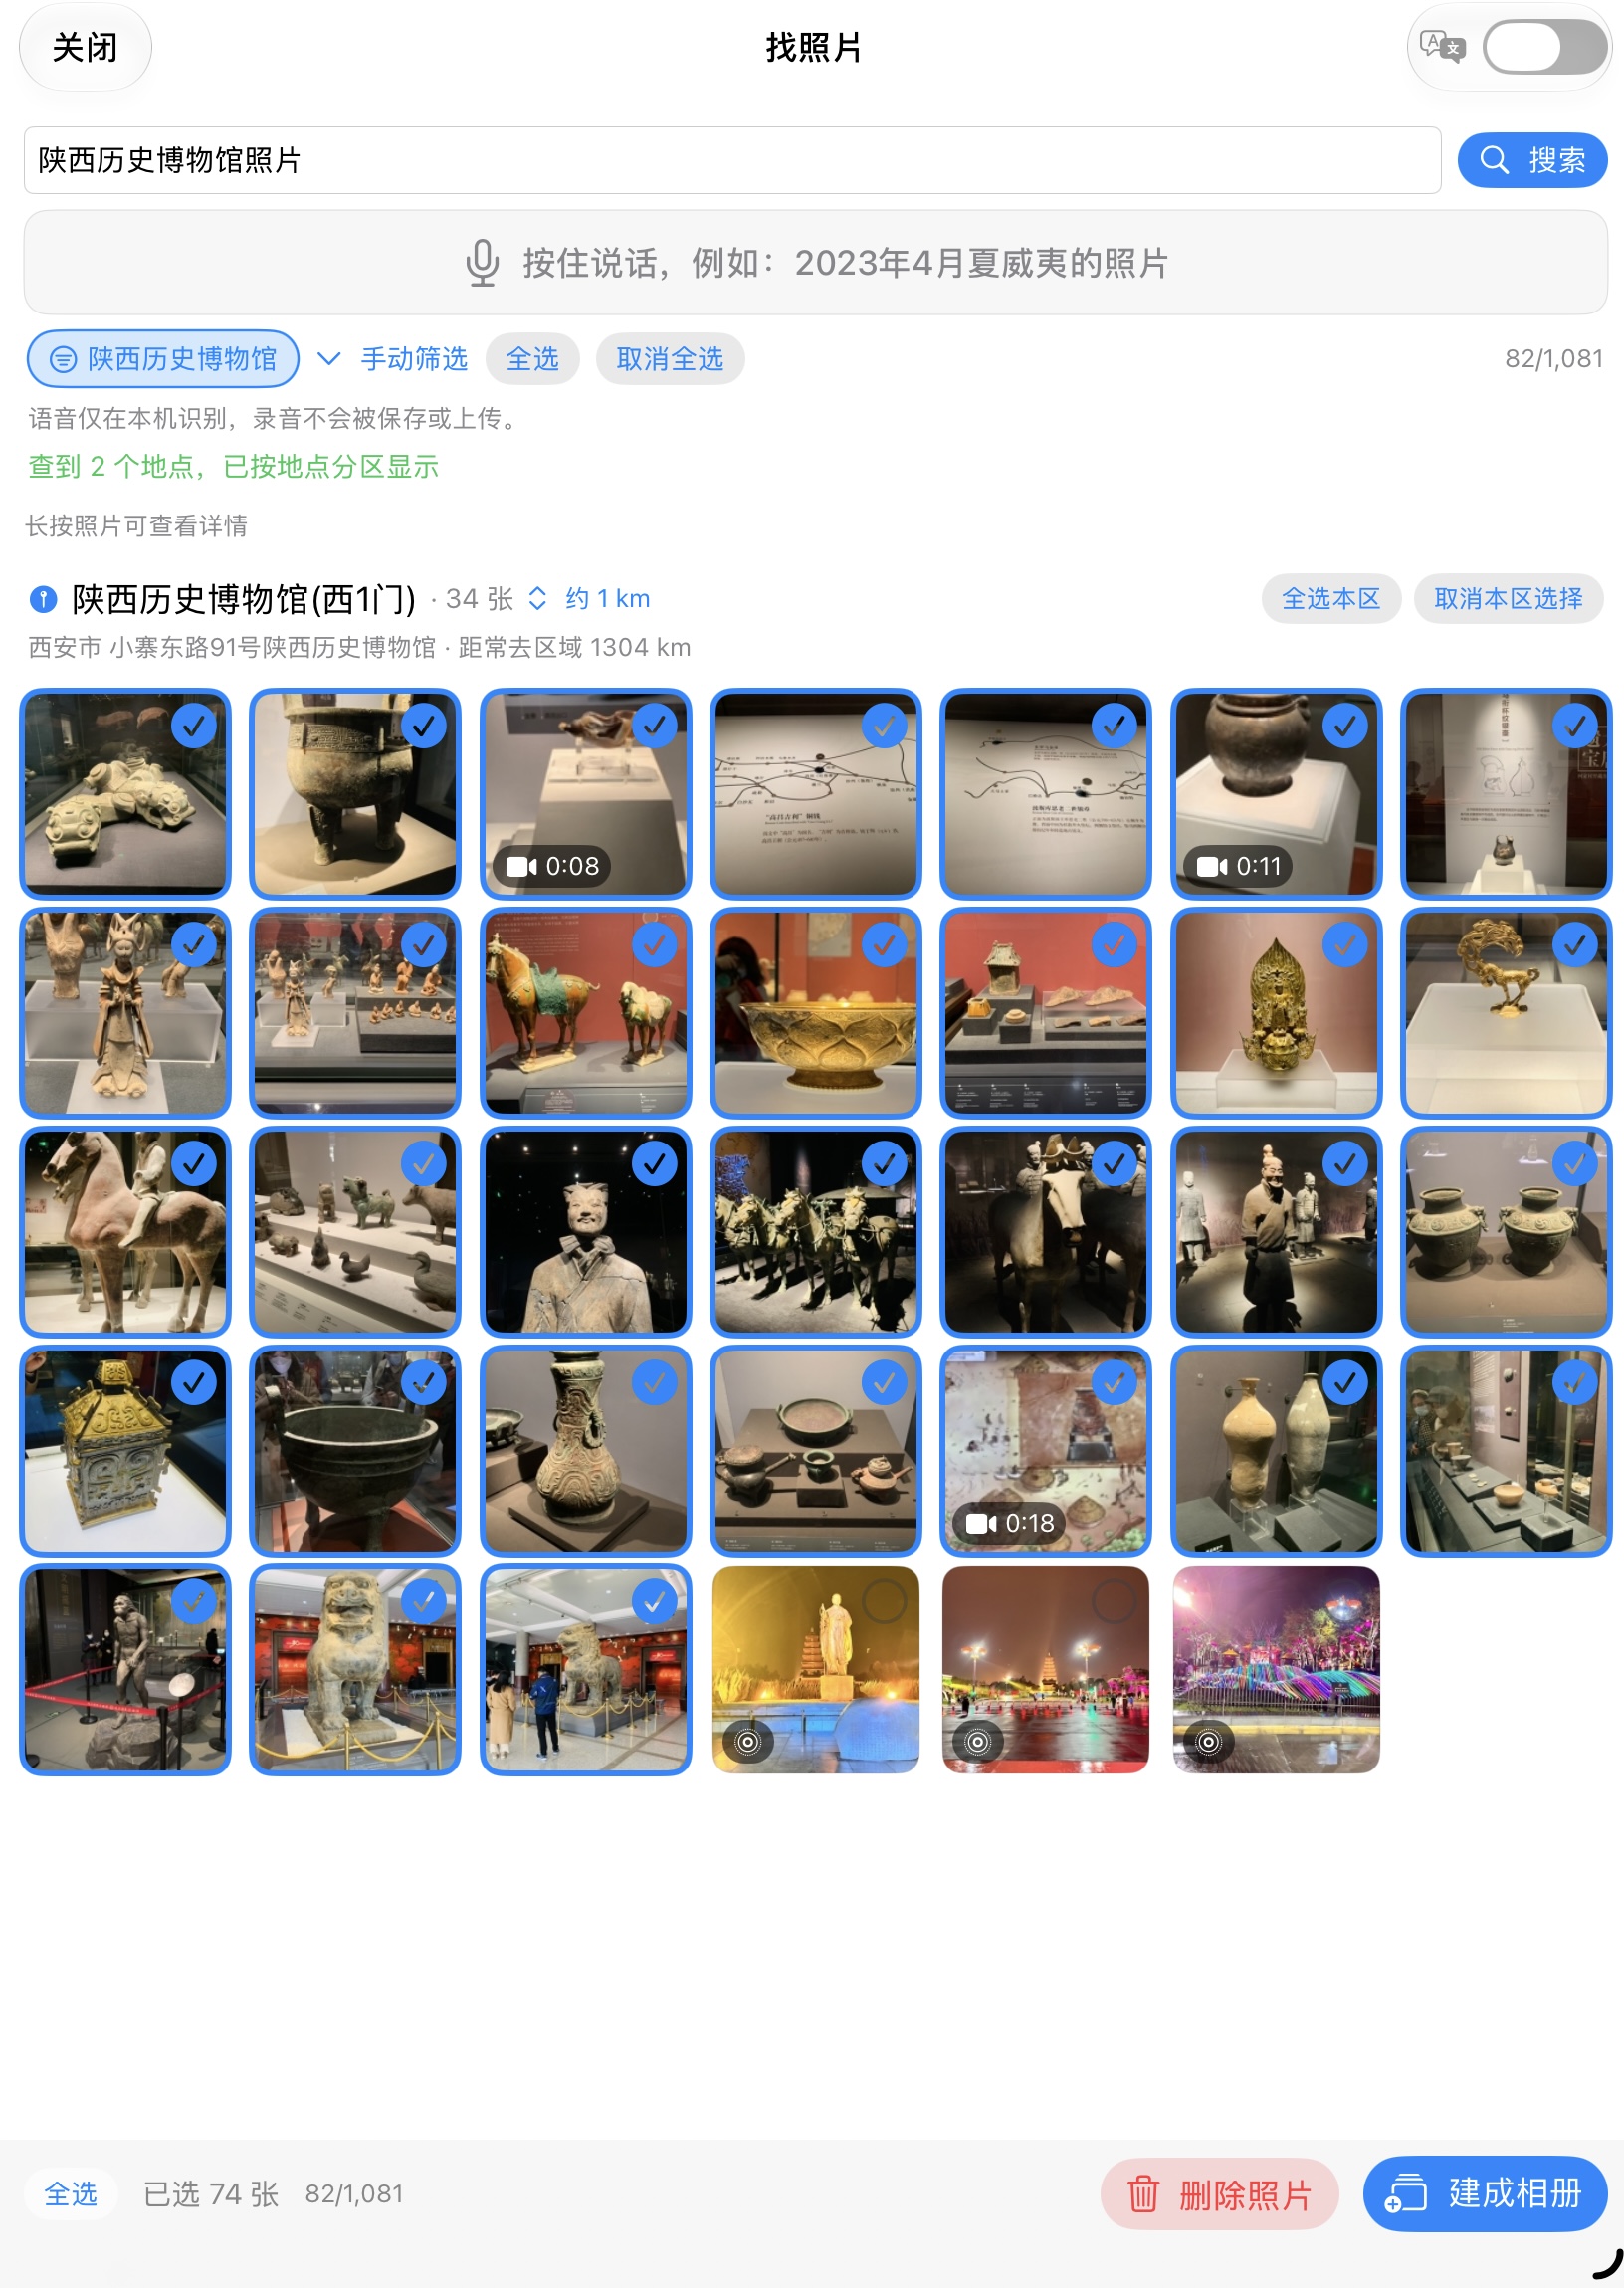 关闭
找照片
陕西历史博物馆照片
搜索
按住说话，例如：2023年4月夏威夷的照片
陕西历史博物馆 手动筛选 全选 取消全选 82/1,081
语音仅在本机识别，录音不会被保存或上传。
查到 2 个地点，已按地点分区显示
长按照片可查看详情
陕西历史博物馆(西1门) · 34 张 约 1 km 全选本区 取消本区选择
西安市 小寨东路91号陕西历史博物馆 · 距常去区域 1304 km
0:08
“高昌吉利”铜钱
0:11
0:18
全选 已选 74 张 82/1,081 删除照片 建成相册